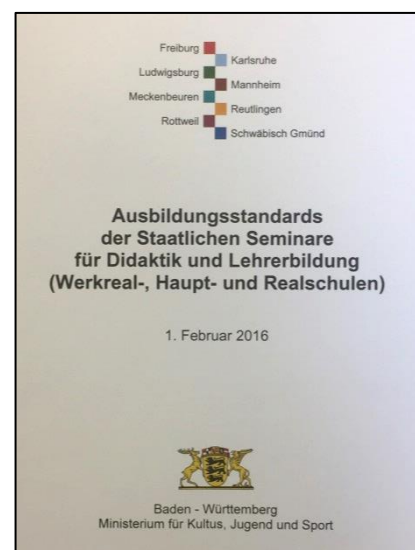 Freiburg
Karlsruhe
Ludwigsburg
Mannheim
Meckenbeuren
Reutlingen
Rottweil
Schwäbisch Gmünd
Ausbildungsstandards
der Staatlichen Seminare
für Didaktik und Lehrerbildung
(Werkreal-, Haupt- und Realschulen)
1. Februar 2016
Baden - Württemberg
Ministerium für Kultus, Jugend und Sport